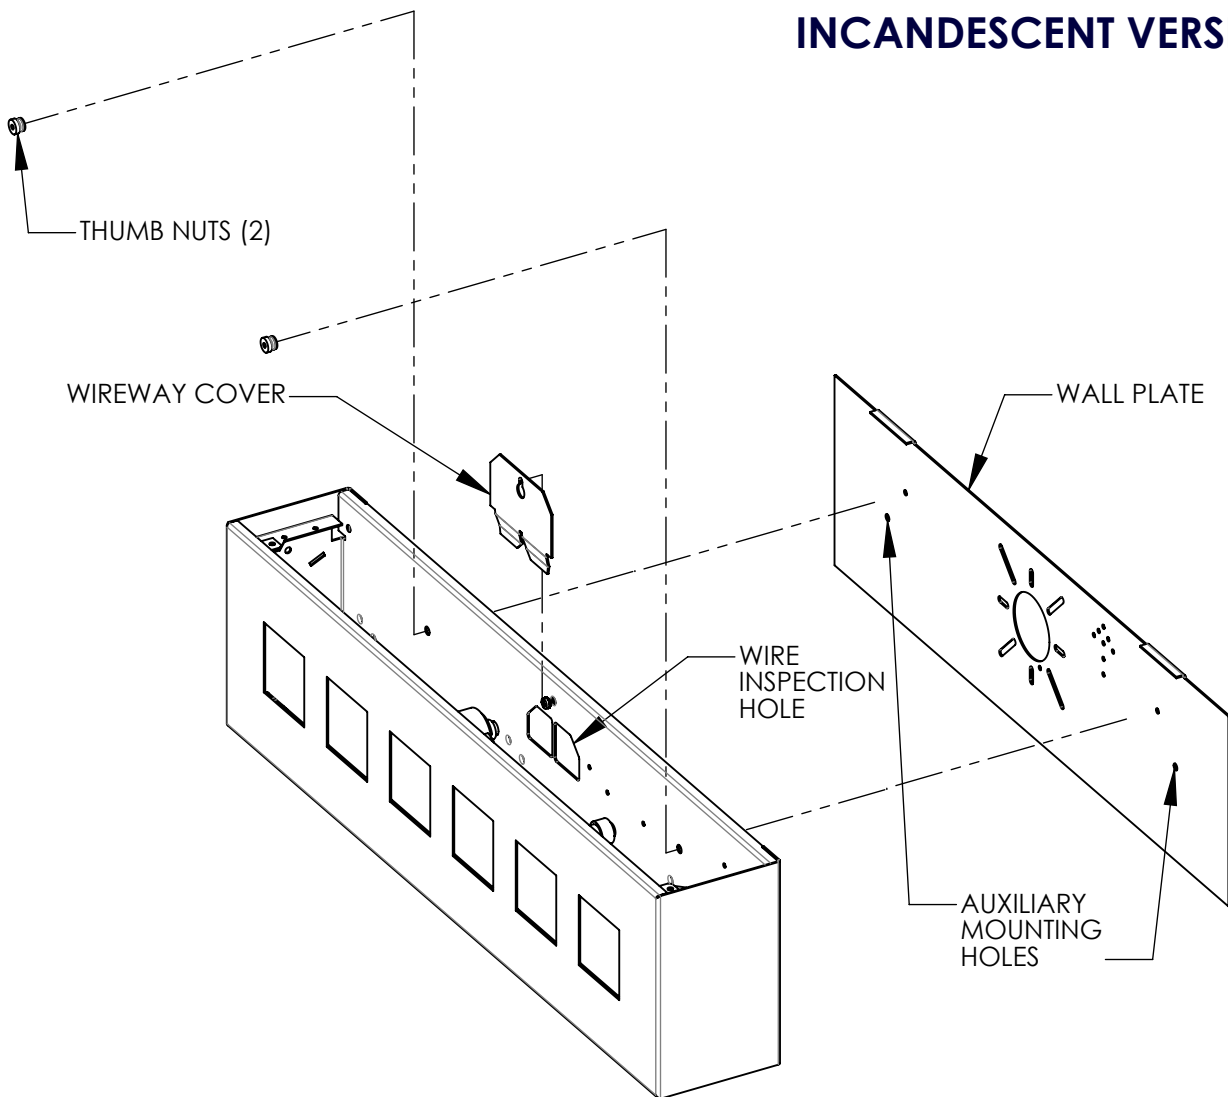 INCANDESCENT VERS
THUMB NUTS (2)
WIREWAY COVER
WALL PLATE
WIRE
INSPECTION
HOLE
AUXILIARY
MOUNTING
HOLES